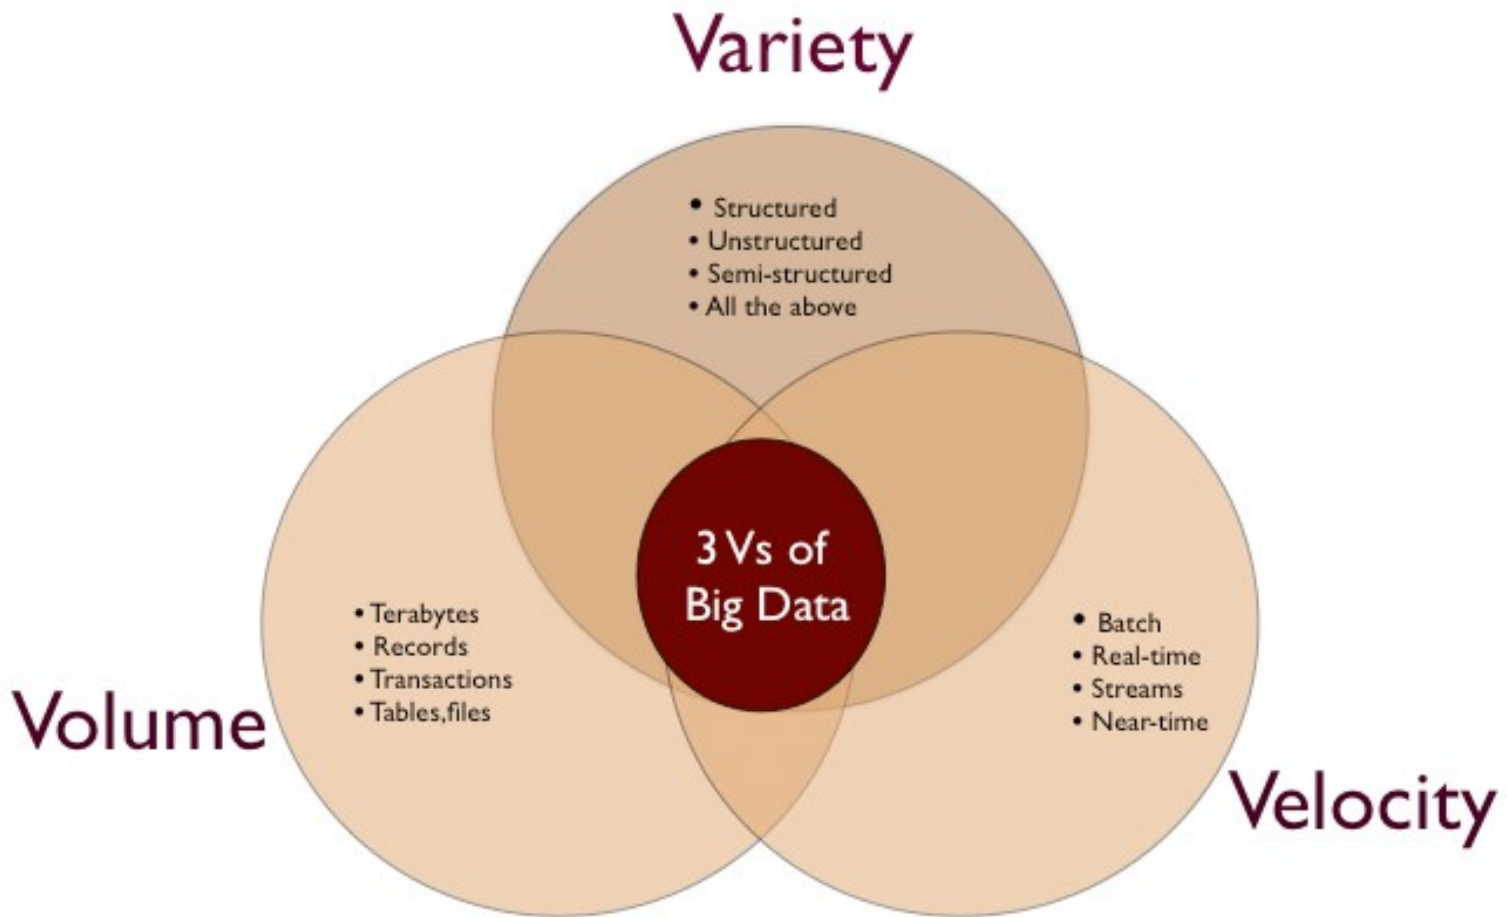 Variety
• Structured
• Unstructured
• Semi-structured
• All the above
3 Vs of
Big Data
Volume
• Terabytes
• Records
• Transactions
• Tables,files
Velocity
• Batch
• Real-time
• Streams
• Near-time